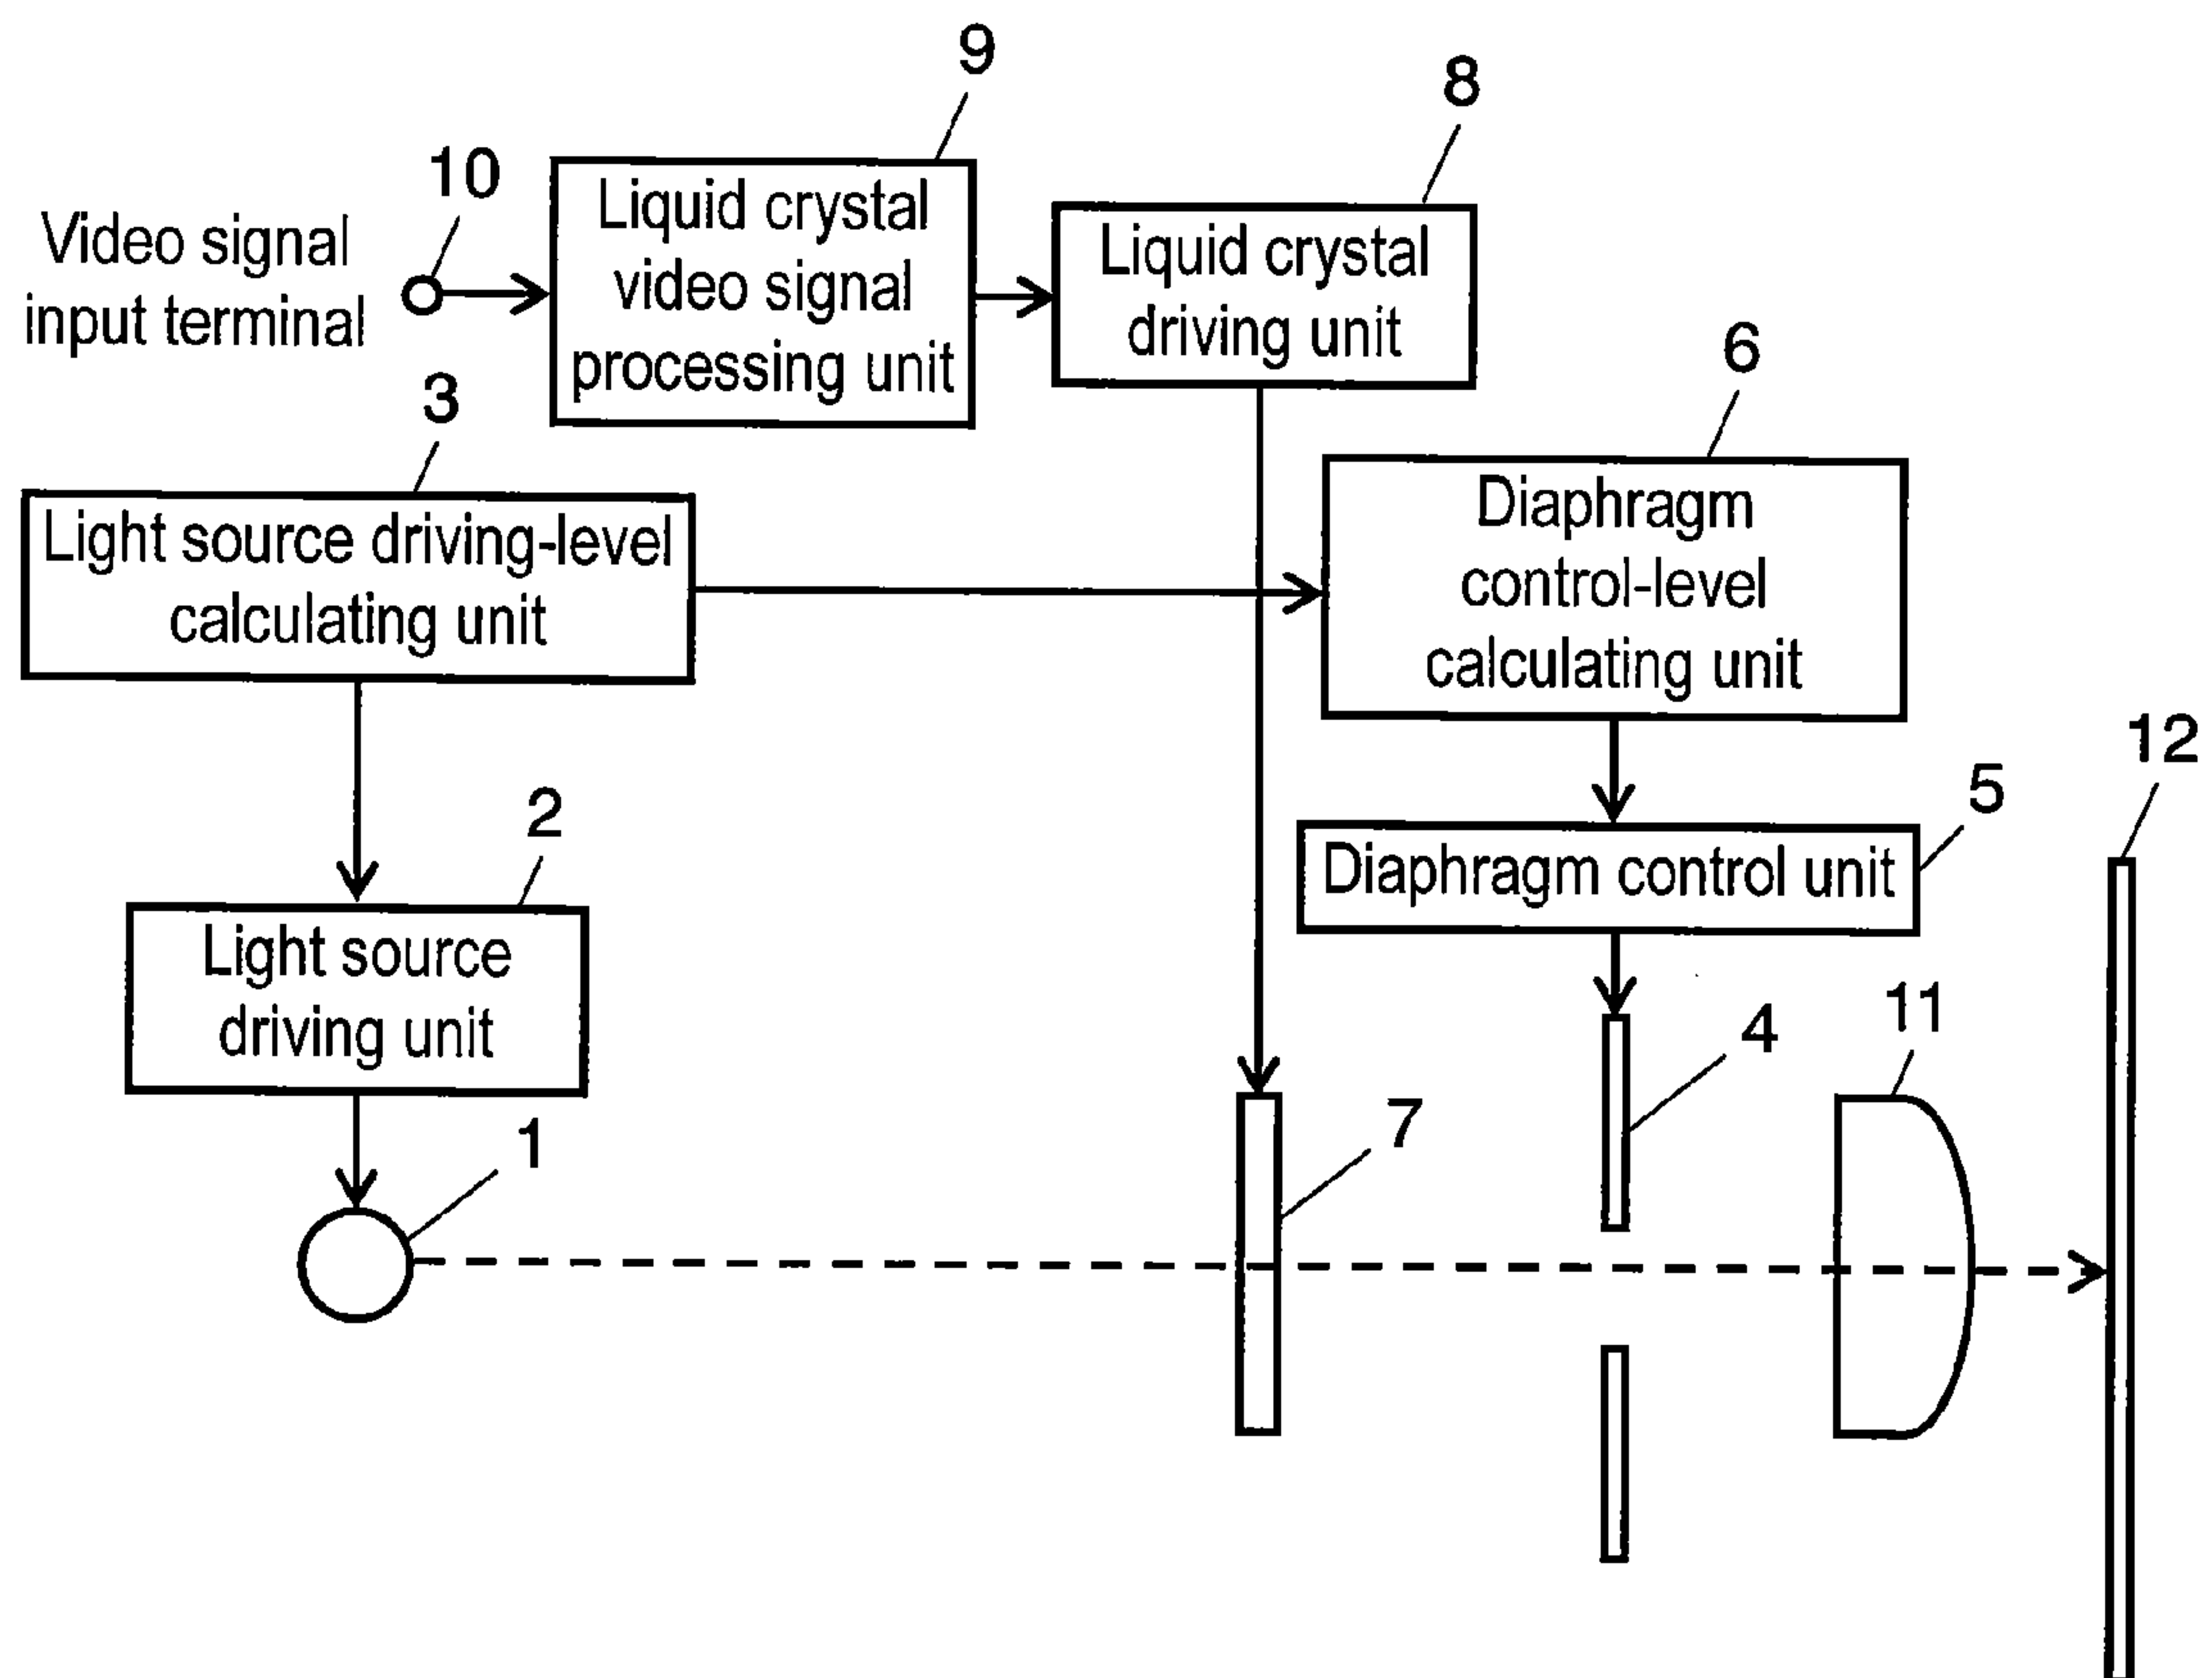 9
8
10
Video signal
input terminal
Liquid crystal
video signal
processing unit
Liquid crystal
driving unit
6
3
Light source driving-level
calculating unit
Diaphragm
control-level
calculating unit
12
5
2
Diaphragm control unit
Light source
driving unit
11
4
7
1